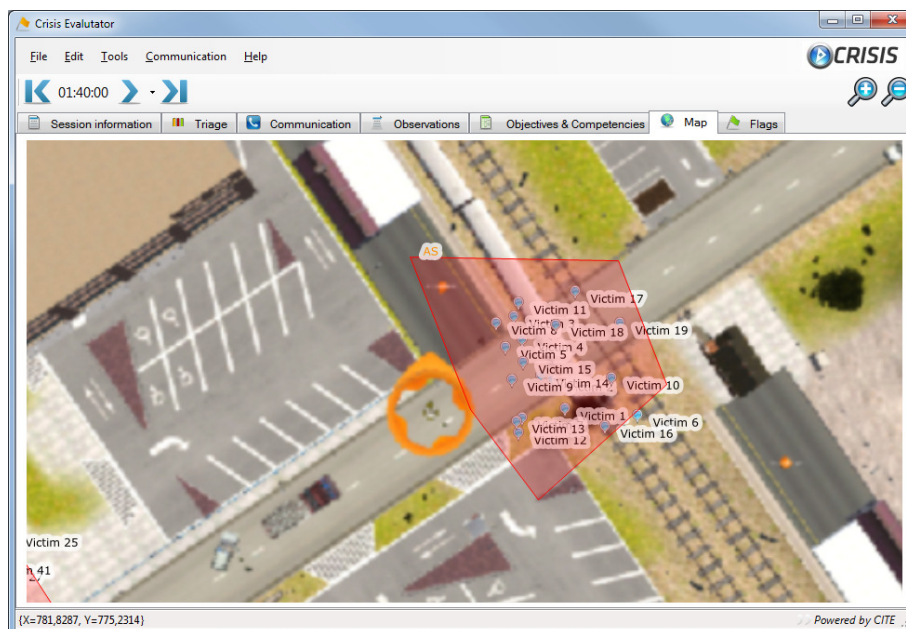 Crisis Evalutator
File Edit Tools Communication Help
CRISIS
01:40:00
Session information Triage Communication Observations Objectives & Competencies Map Flags
AS
Victim 17
Victim 11
Victim 8 Victim 18 Victim 19
Victim 4
Victim 5
Victim 15
Victim 9 Victim 14 Victim 10
Victim 1 Victim 6
Victim 13 Victim 16
Victim 12
Victim 25
41
{X=781,8287, Y=775,2314}
Powered by CITE